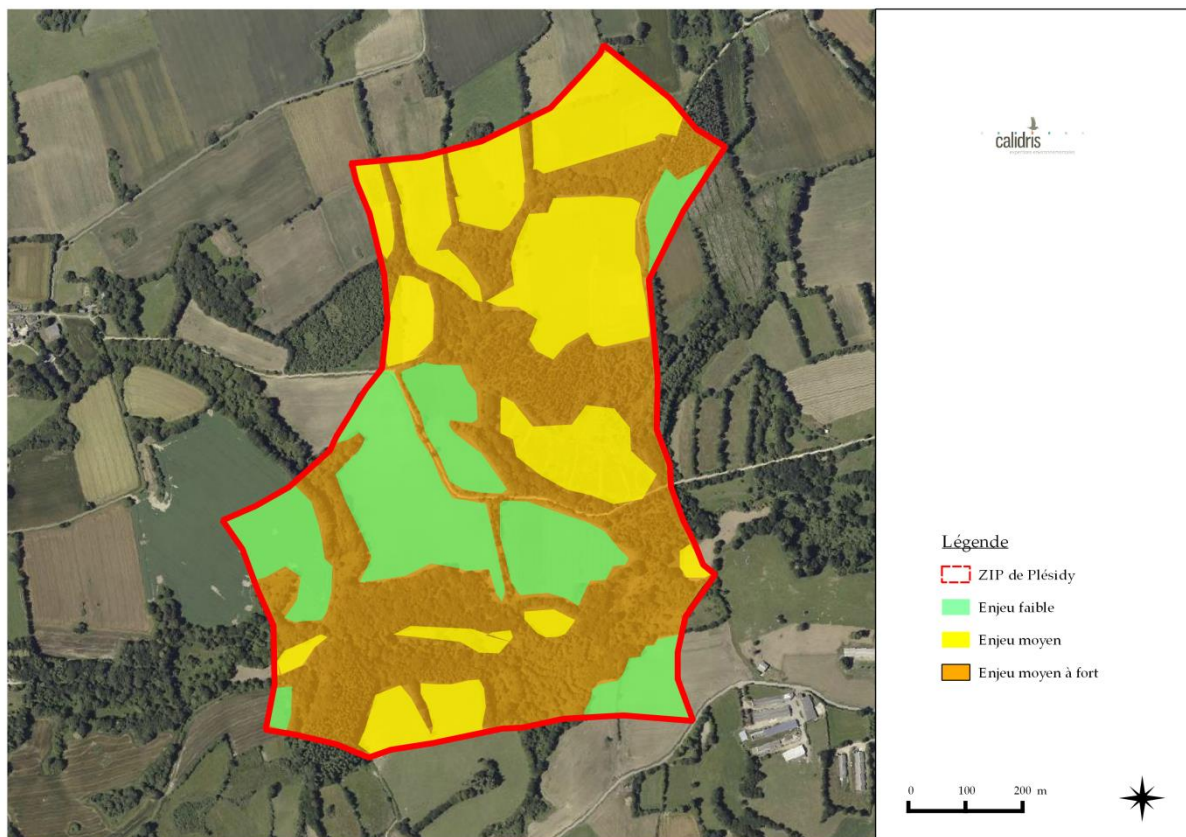 calidris
Légende
ZIP de Plésidy
Enjeu faible
Enjeu moyen
Enjeu moyen à fort
0 100 200 m